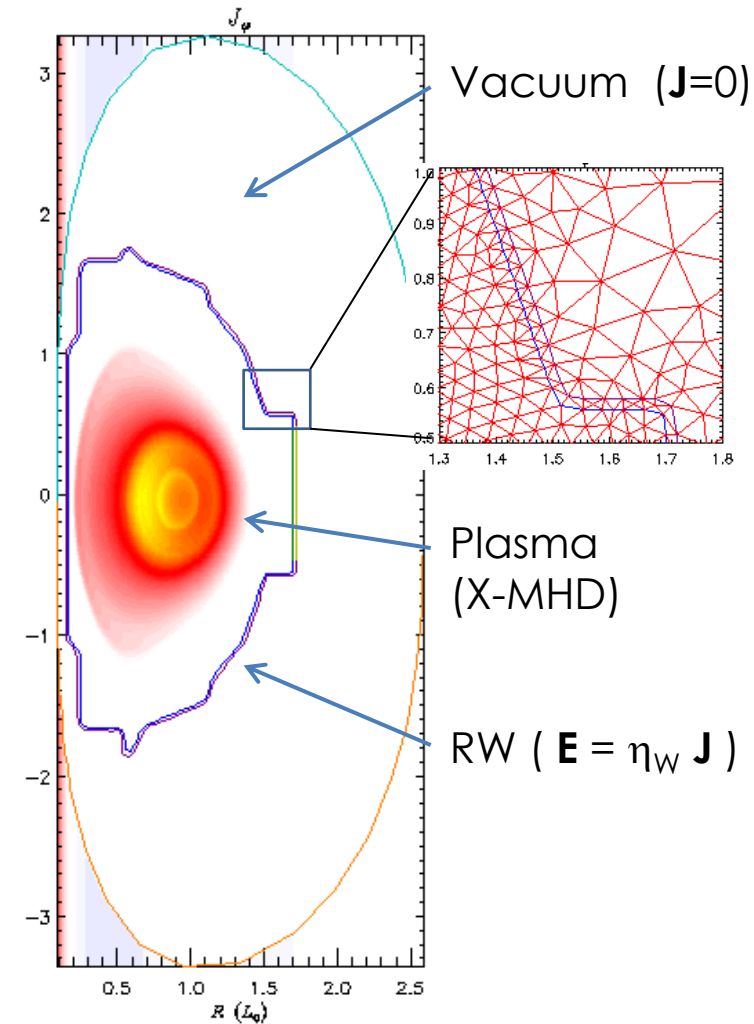 J_φ
Vacuum (J=0)
3
2
1
0
−1
−2
−3
0.5 1.0 1.5 2.0 2.5
R (L₀)
1.0
0.9
0.8
0.7
0.6
0.5
1.3 1.4 1.5 1.6 1.7 1.8
Plasma
(X-MHD)
RW ( E = η_W J )